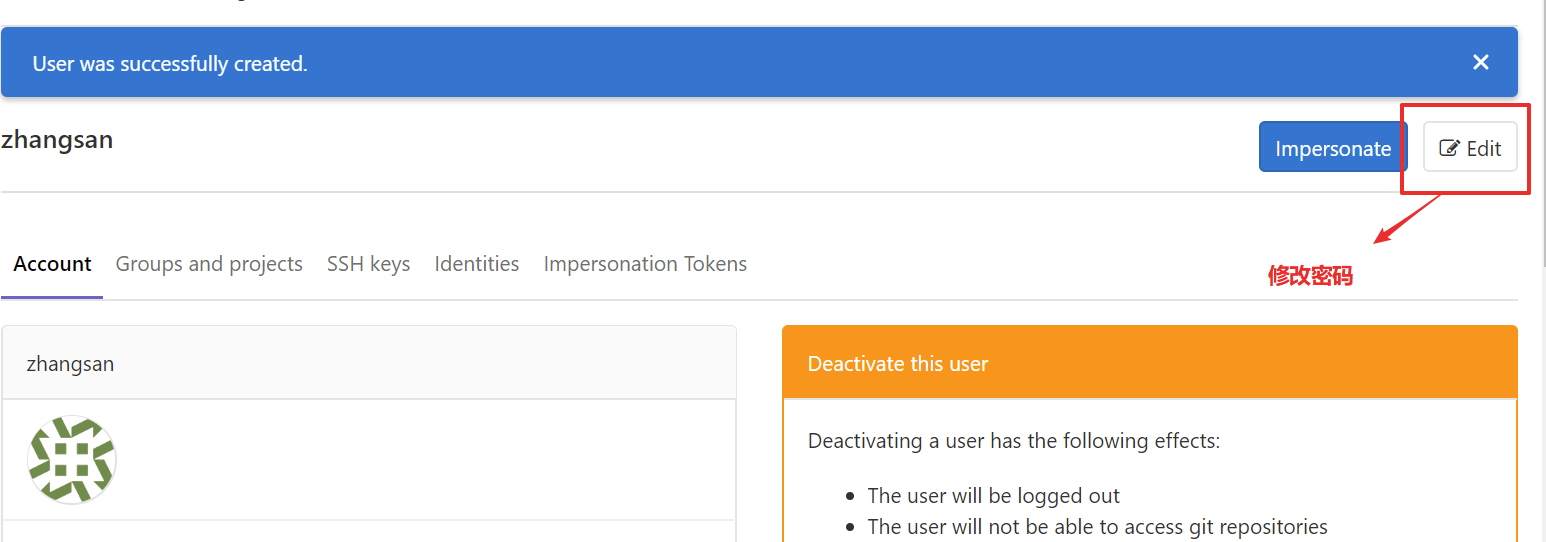 User was successfully created.
zhangsan
Impersonate
Edit
修改密码
Account Groups and projects SSH keys Identities Impersonation Tokens
zhangsan
Deactivate this user
Deactivating a user has the following effects:
The user will be logged out
The user will not be able to access git repositories